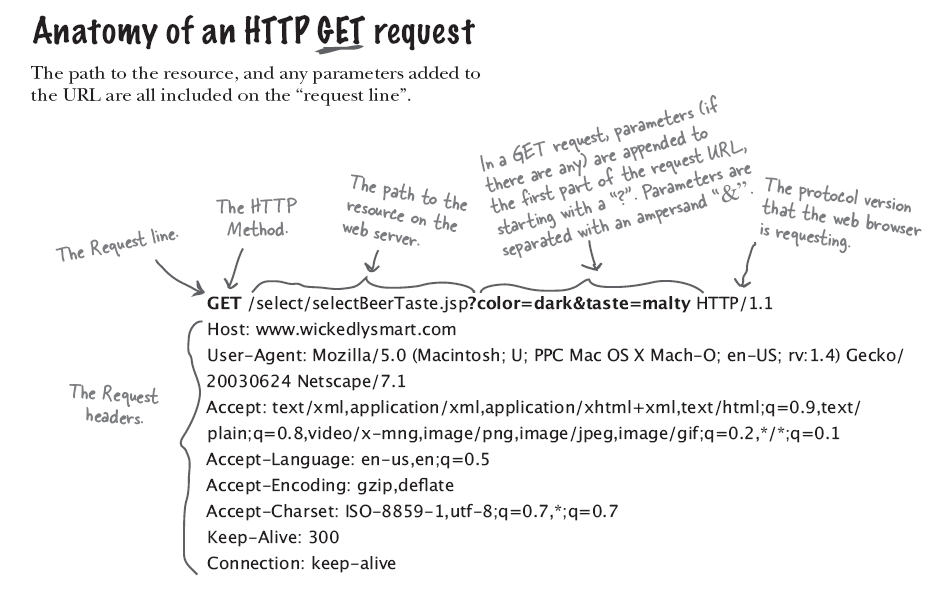 Anatomy of an HTTP GET request
The path to the resource, and any parameters added to
the URL are all included on the “request line”.
The Request line.
The HTTP
Method.
The path to the
resource on the
web server.
In a GET request, parameters (if
there are any) are appended to
the first part of the request URL,
starting with a “?”. Parameters are
separated with an ampersand “&”.
The protocol version
that the web browser
is requesting.
GET /select/selectBeerTaste.jsp?color=dark&taste=malty HTTP/1.1
Host: www.wickedlysmart.com
User-Agent: Mozilla/5.0 (Macintosh; U; PPC Mac OS X Mach-O; en-US; rv:1.4) Gecko/
20030624 Netscape/7.1
Accept: text/xml,application/xml,application/xhtml+xml,text/html;q=0.9,text/
plain;q=0.8,video/x-mng,image/png,image/jpeg,image/gif;q=0.2,*/*;q=0.1
Accept-Language: en-us,en;q=0.5
Accept-Encoding: gzip,deflate
Accept-Charset: ISO-8859-1,utf-8;q=0.7,*;q=0.7
Keep-Alive: 300
Connection: keep-alive
The Request
headers.